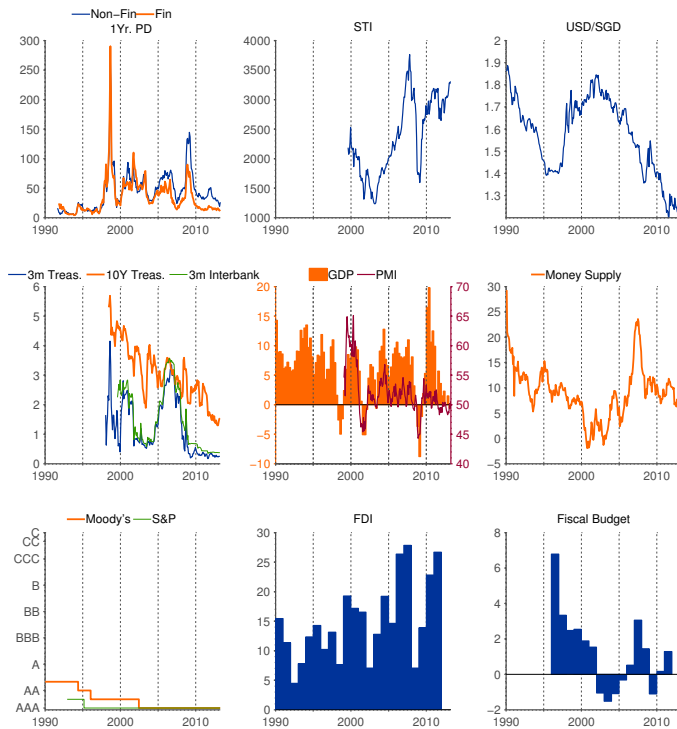 Non-Fin Fin
1Yr. PD
STI
USD/SGD
300
250
200
150
100
50
0
1990 2000 2010
4000
3500
3000
2500
2000
1500
1000
1990 2000 2010
2
1.9
1.8
1.7
1.6
1.5
1.4
1.3
1990 2000 2010
3m Treas. 10Y Treas. 3m Interbank
GDP PMI
Money Supply
6
5
4
3
2
1
0
1990 2000 2010
20
15
10
5
0
−5
−10
1990 2000 2010
70
65
60
55
50
45
40
30
25
20
15
10
5
0
−5
1990 2000 2010
Moody's S&P
FDI
Fiscal Budget
C
CC
CCC
B
BB
BBB
A
AA
AAA
1990 2000 2010
30
25
20
15
10
5
0
1990 2000 2010
8
6
4
2
0
−2
1990 2000 2010